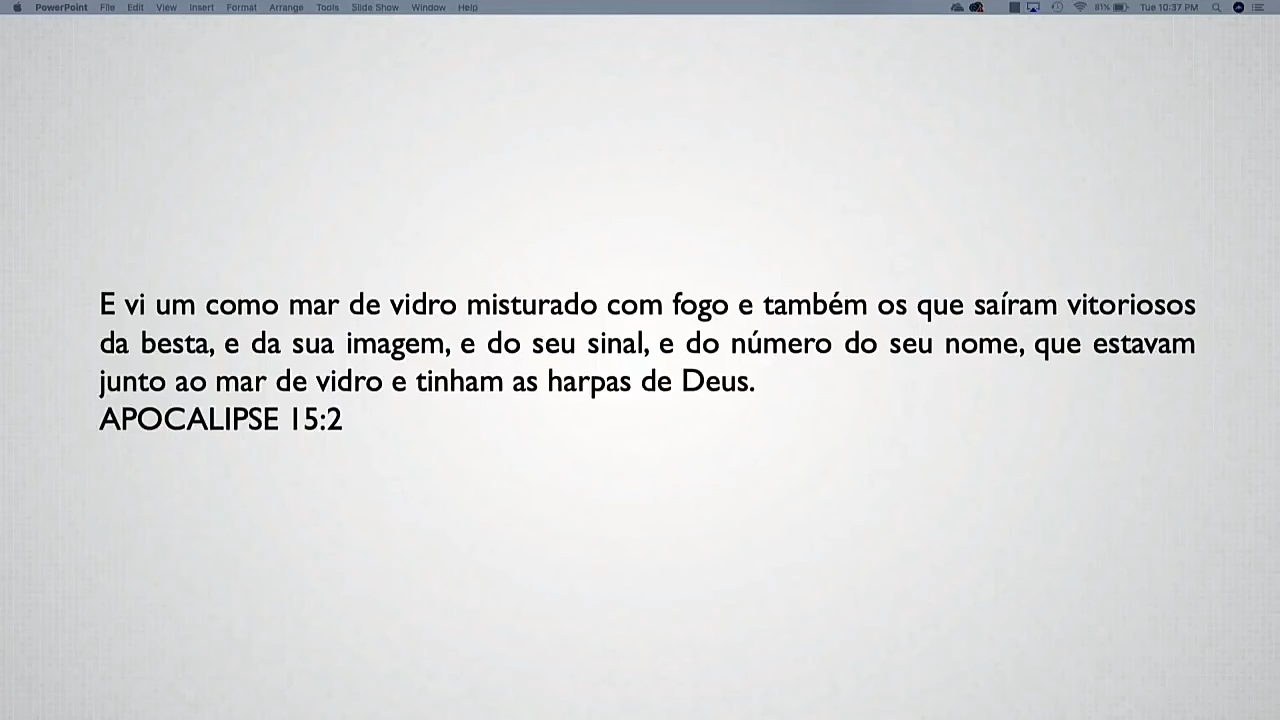 PowerPoint File Edit View Insert Format Arrange Tools Slide Show Window Help 81% Tue 10:37 PM
E vi um como mar de vidro misturado com fogo e também os que saíram vitoriosos
da besta, e da sua imagem, e do seu sinal, e do número do seu nome, que estavam
junto ao mar de vidro e tinham as harpas de Deus.
APOCALIPSE 15:2